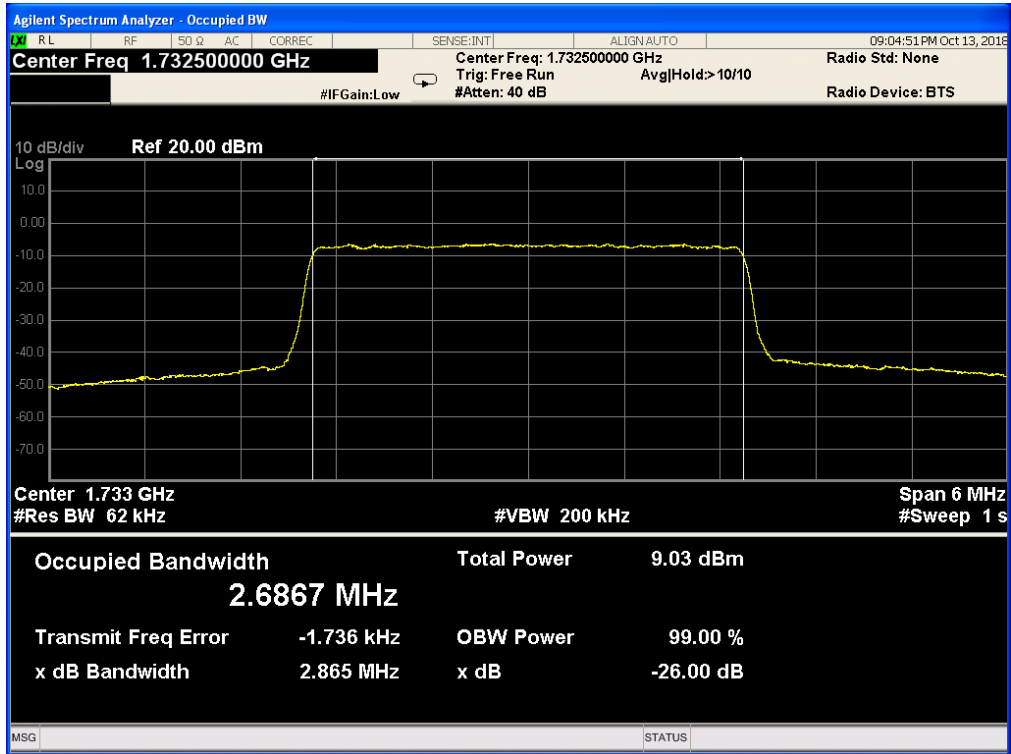 Agilent Spectrum Analyzer - Occupied BW
LXI RL RF 50 Ω AC CORREC SENSE:INT ALIGN AUTO 09:04:51 PM Oct 13, 2018
Center Freq 1.732500000 GHz Center Freq: 1.732500000 GHz Radio Std: None
Trig: Free Run Avg|Hold:>10/10
#IFGain:Low #Atten: 40 dB Radio Device: BTS
10 dB/div Ref 20.00 dBm
Log
10.0
0.00
-10.0
-20.0
-30.0
-40.0
-50.0
-60.0
-70.0
Center 1.733 GHz Span 6 MHz
#Res BW 62 kHz #VBW 200 kHz #Sweep 1 s
Occupied Bandwidth Total Power 9.03 dBm
2.6867 MHz
Transmit Freq Error -1.736 kHz OBW Power 99.00 %
x dB Bandwidth 2.865 MHz x dB -26.00 dB
MSG STATUS